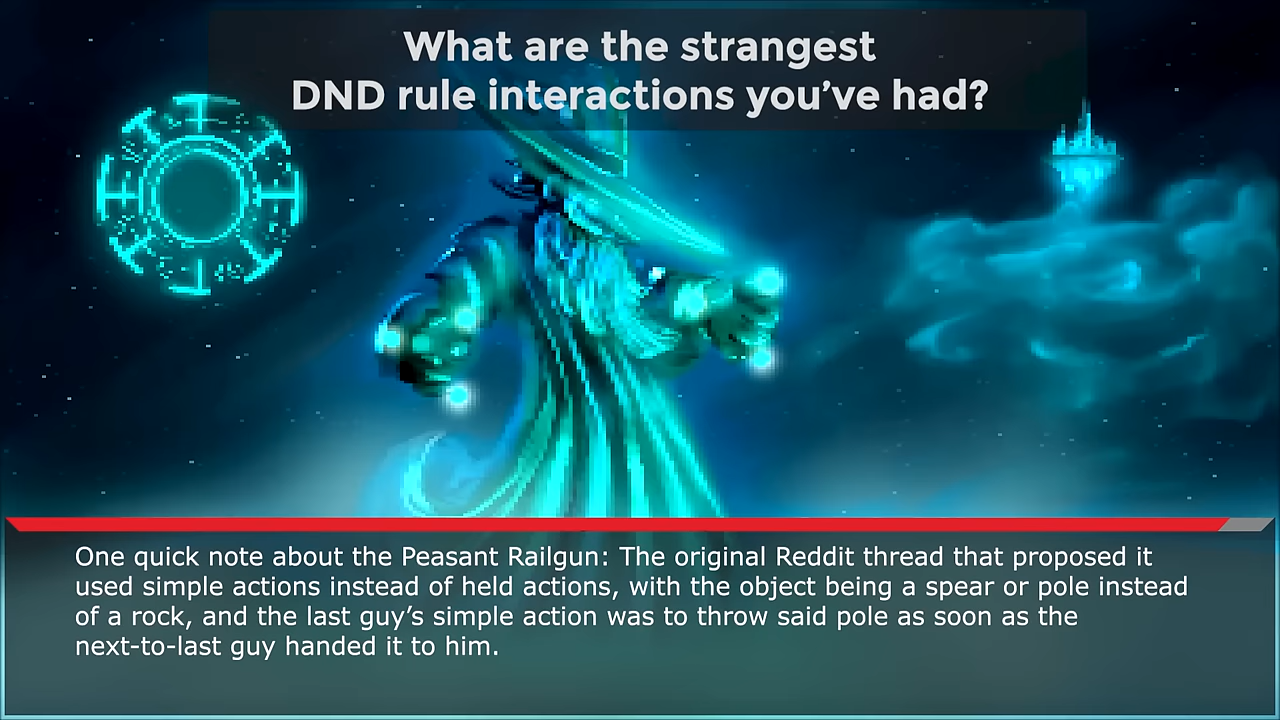 What are the strangest
DND rule interactions you’ve had?
One quick note about the Peasant Railgun: The original Reddit thread that proposed it
used simple actions instead of held actions, with the object being a spear or pole instead
of a rock, and the last guy’s simple action was to throw said pole as soon as the
next-to-last guy handed it to him.